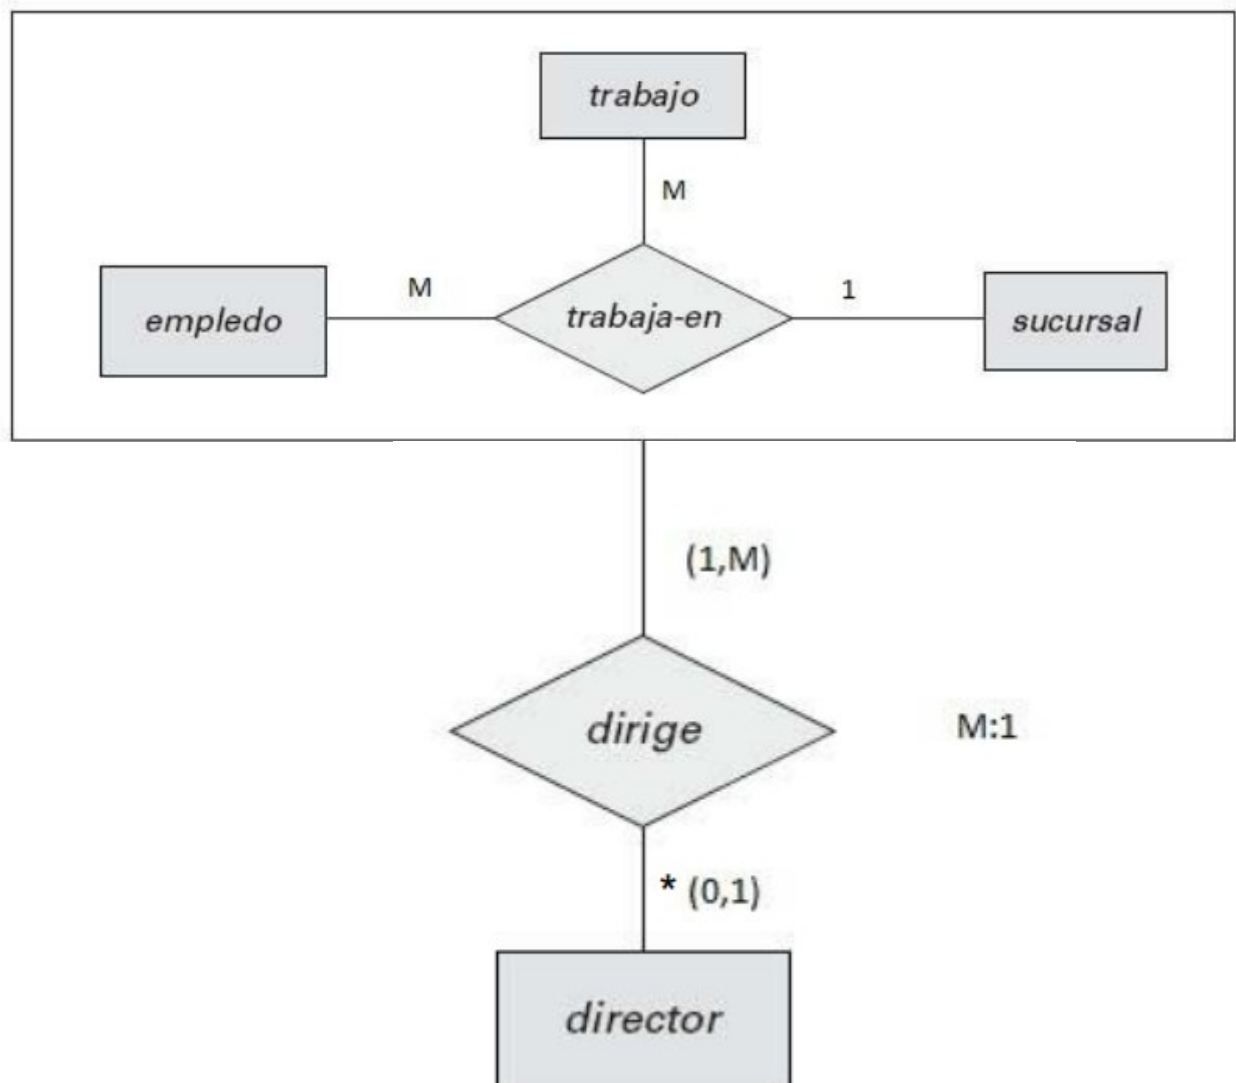 trabajo
M
empledo
M
trabaja-en
1
sucursal
(1,M)
dirige
M:1
* (0,1)
director